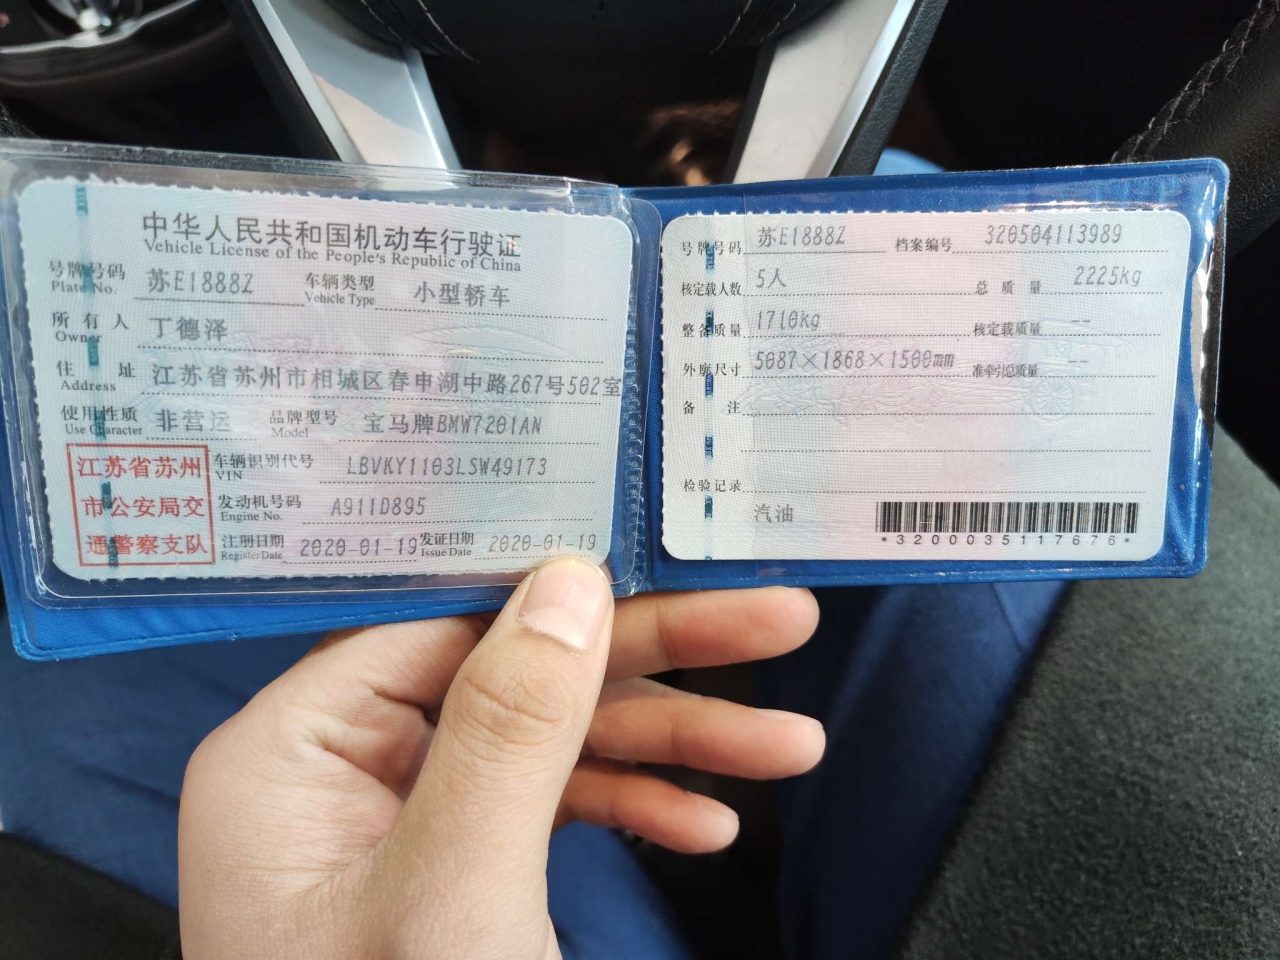 中华人民共和国机动车行驶证
Vehicle License of the People's Republic of China
号牌号码 苏E1888Z 车辆类型 小型轿车
Plate No. Vehicle Type
所有人 丁德泽
Owner
住址 江苏省苏州市相城区春申湖中路267号502室
Address
使用性质 非营运 品牌型号 宝马牌BMW7201AN
Use Character Model
江苏省苏州
市公安局交
通警察支队
车辆识别代号 LBVKY1103LSW49173
VIN
发动机号码 A911D895
Engine No.
注册日期 2020-01-19 发证日期 2020-01-19
Register Date Issue Date
号牌号码 苏E1888Z 档案编号 320504113989
核定载人数 5人 总质量 2225kg
整备质量 1710kg 核定载质量 --
外廓尺寸 5087×1868×1500mm 准牵引总质量 --
备注
检验记录
汽油
*3200035117676*